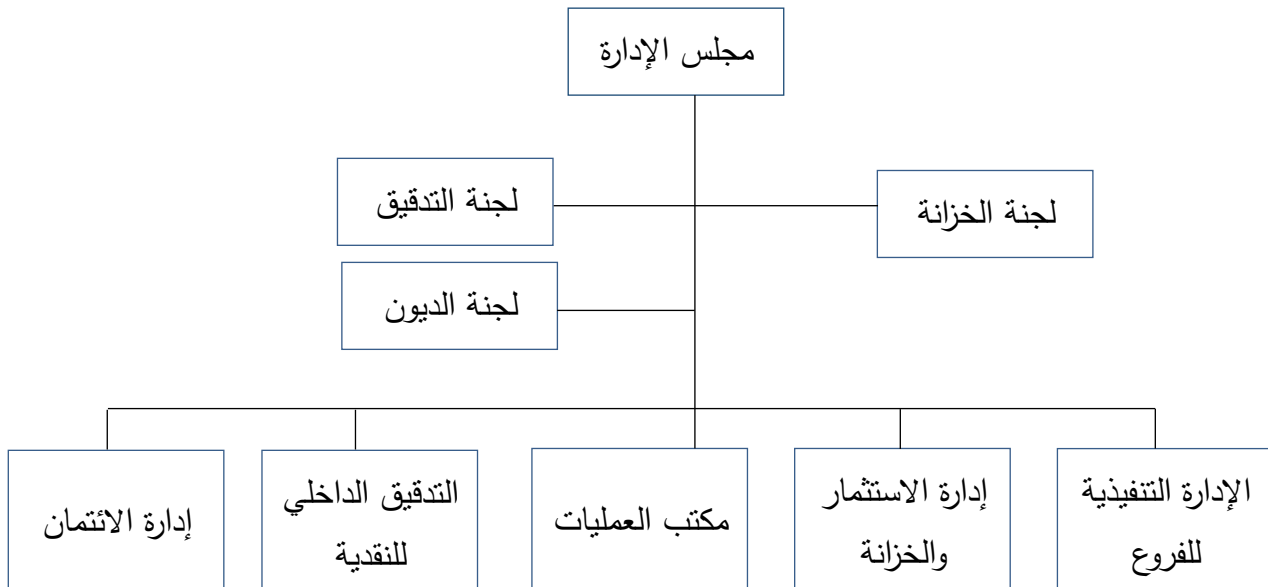 مجلس الإدارة
لجنة الخزانة
لجنة التدقيق
لجنة الديون
الإدارة التنفيذية
للفروع
إدارة الاستثمار
والخزانة
مكتب العمليات
التدقيق الداخلي
للنقدية
إدارة الائتمان